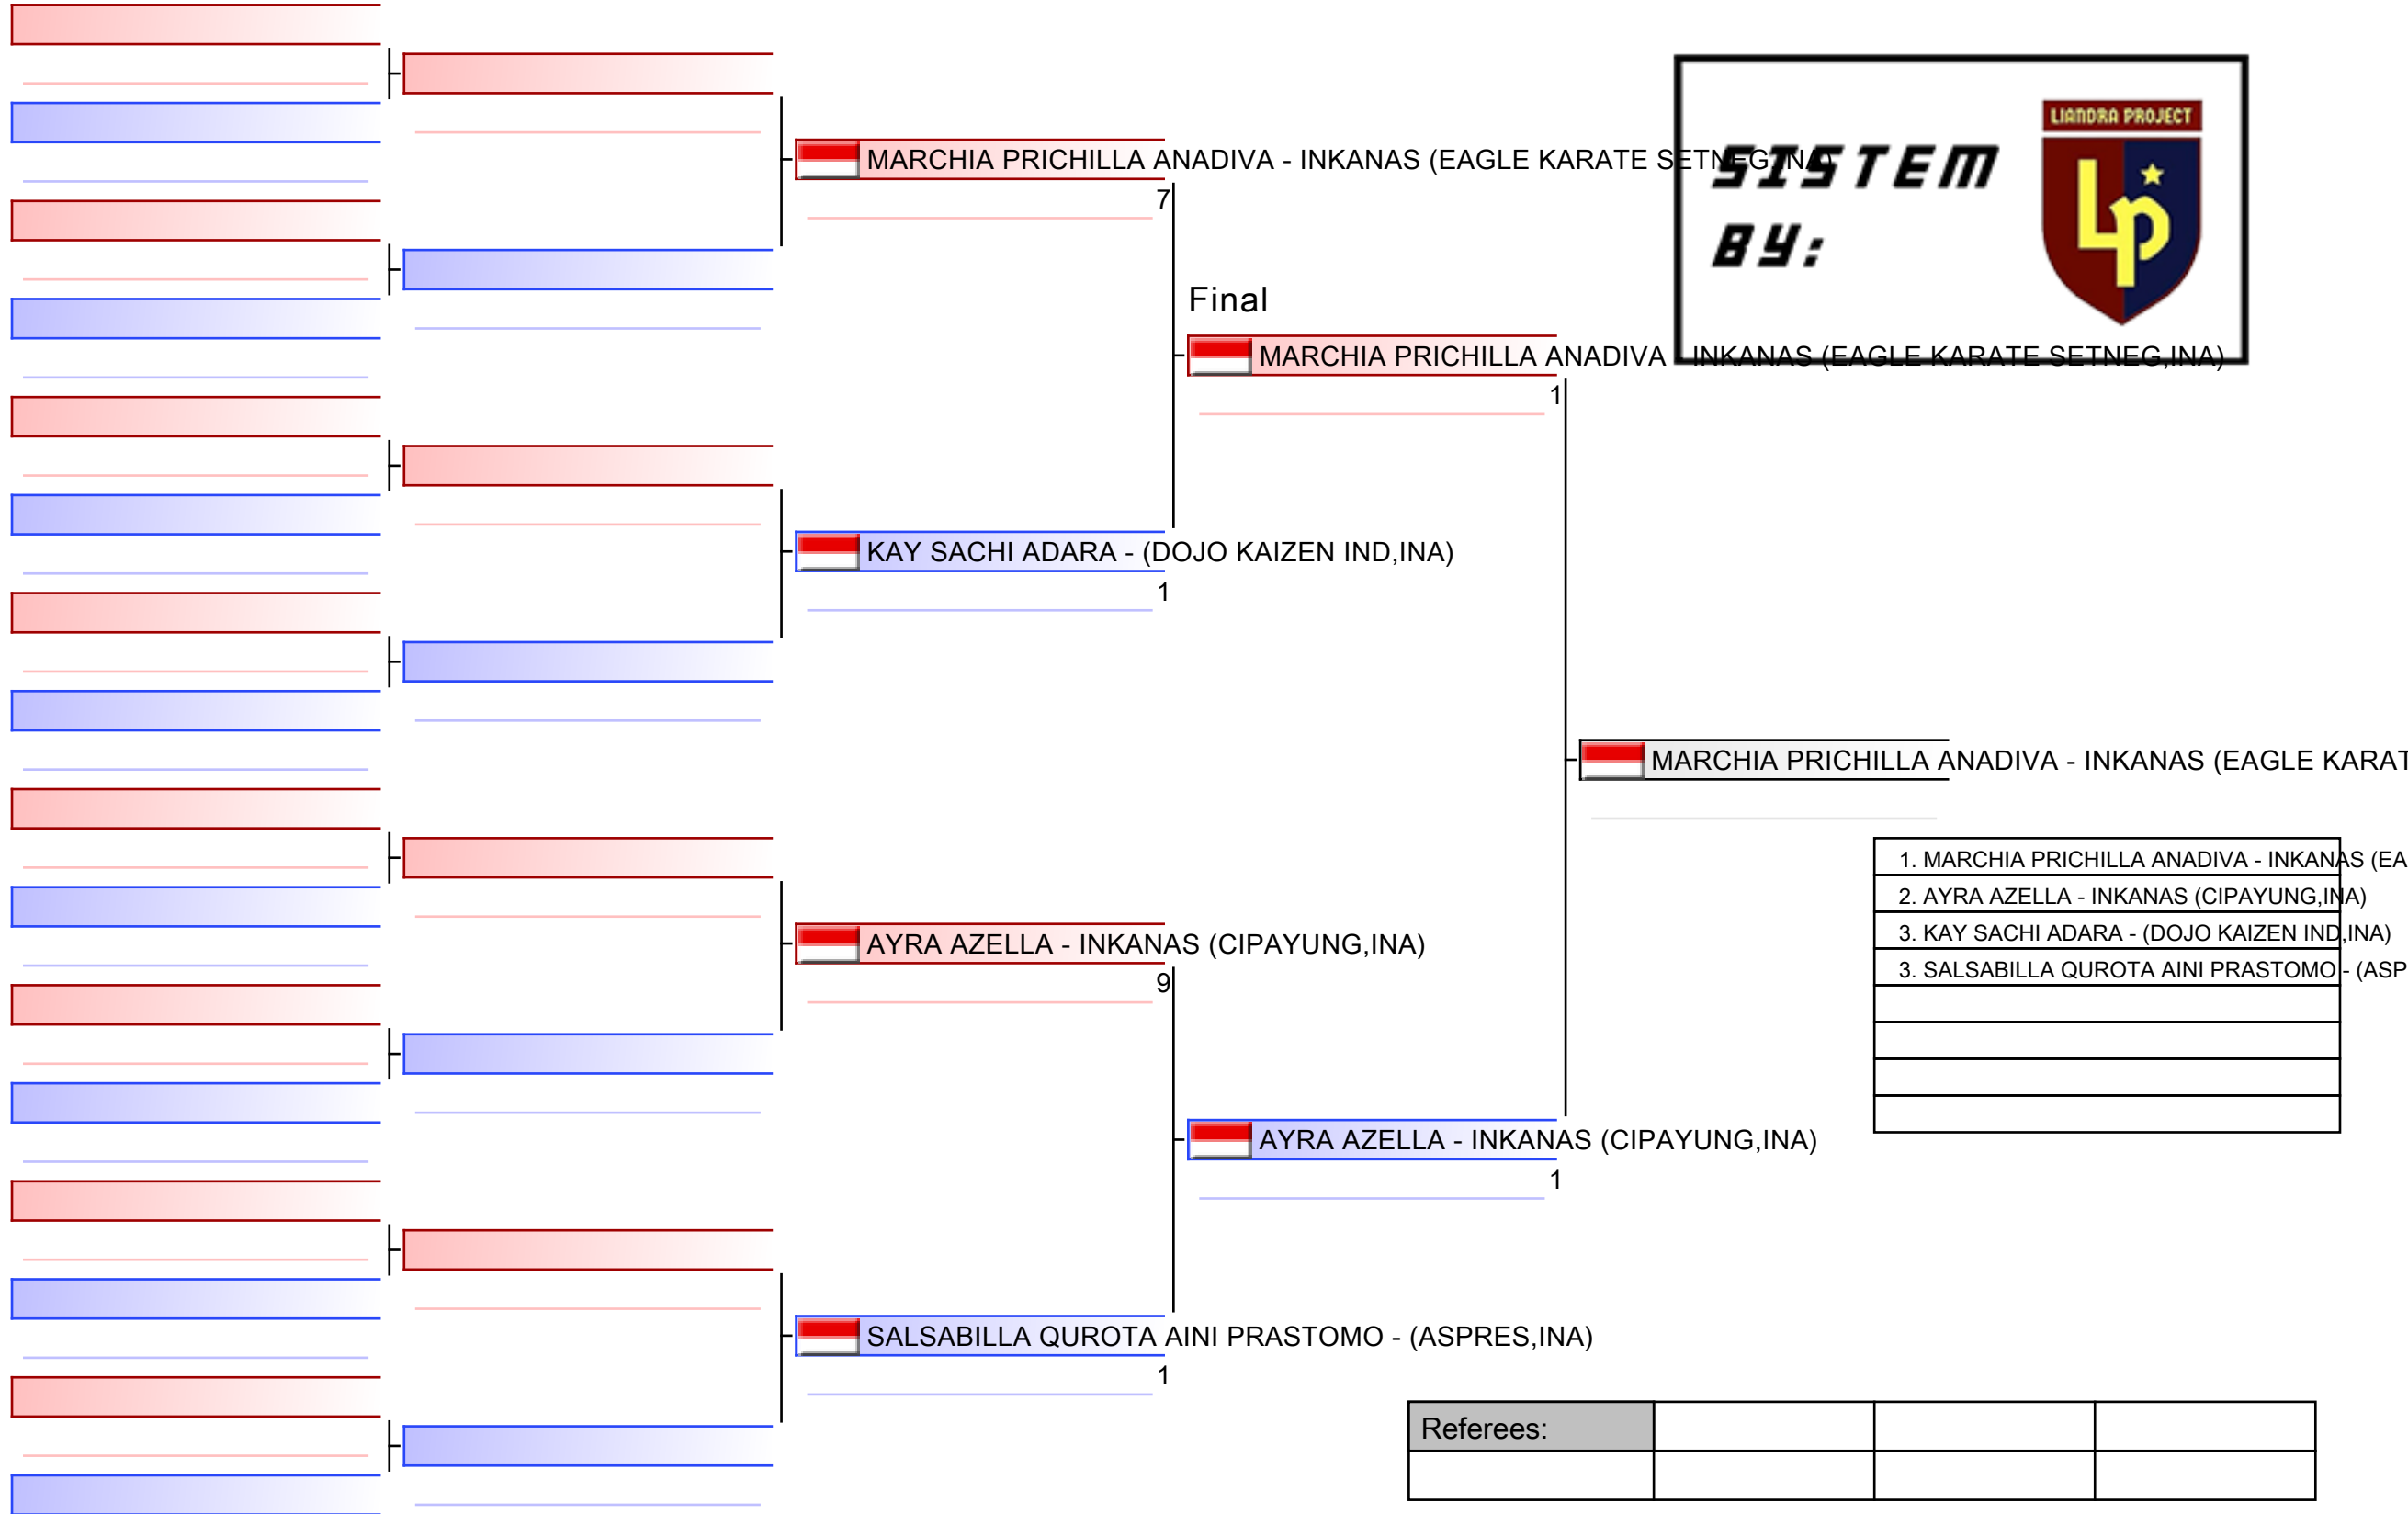 LIANDRA PROJECT
SISTEM
BY:
LP
MARCHIA PRICHILLA ANADIVA - INKANAS (EAGLE KARATE SETNEG,INA)
7
Final
MARCHIA PRICHILLA ANADIVA - INKANAS (EAGLE KARATE SETNEG,INA)
1
KAY SACHI ADARA - (DOJO KAIZEN IND,INA)
1
MARCHIA PRICHILLA ANADIVA - INKANAS (EAGLE KARAT
1. MARCHIA PRICHILLA ANADIVA - INKANAS (EA
2. AYRA AZELLA - INKANAS (CIPAYUNG,INA)
3. KAY SACHI ADARA - (DOJO KAIZEN IND,INA)
3. SALSABILLA QUROTA AINI PRASTOMO - (ASP
AYRA AZELLA - INKANAS (CIPAYUNG,INA)
9
AYRA AZELLA - INKANAS (CIPAYUNG,INA)
1
SALSABILLA QUROTA AINI PRASTOMO - (ASPRES,INA)
1
Referees: